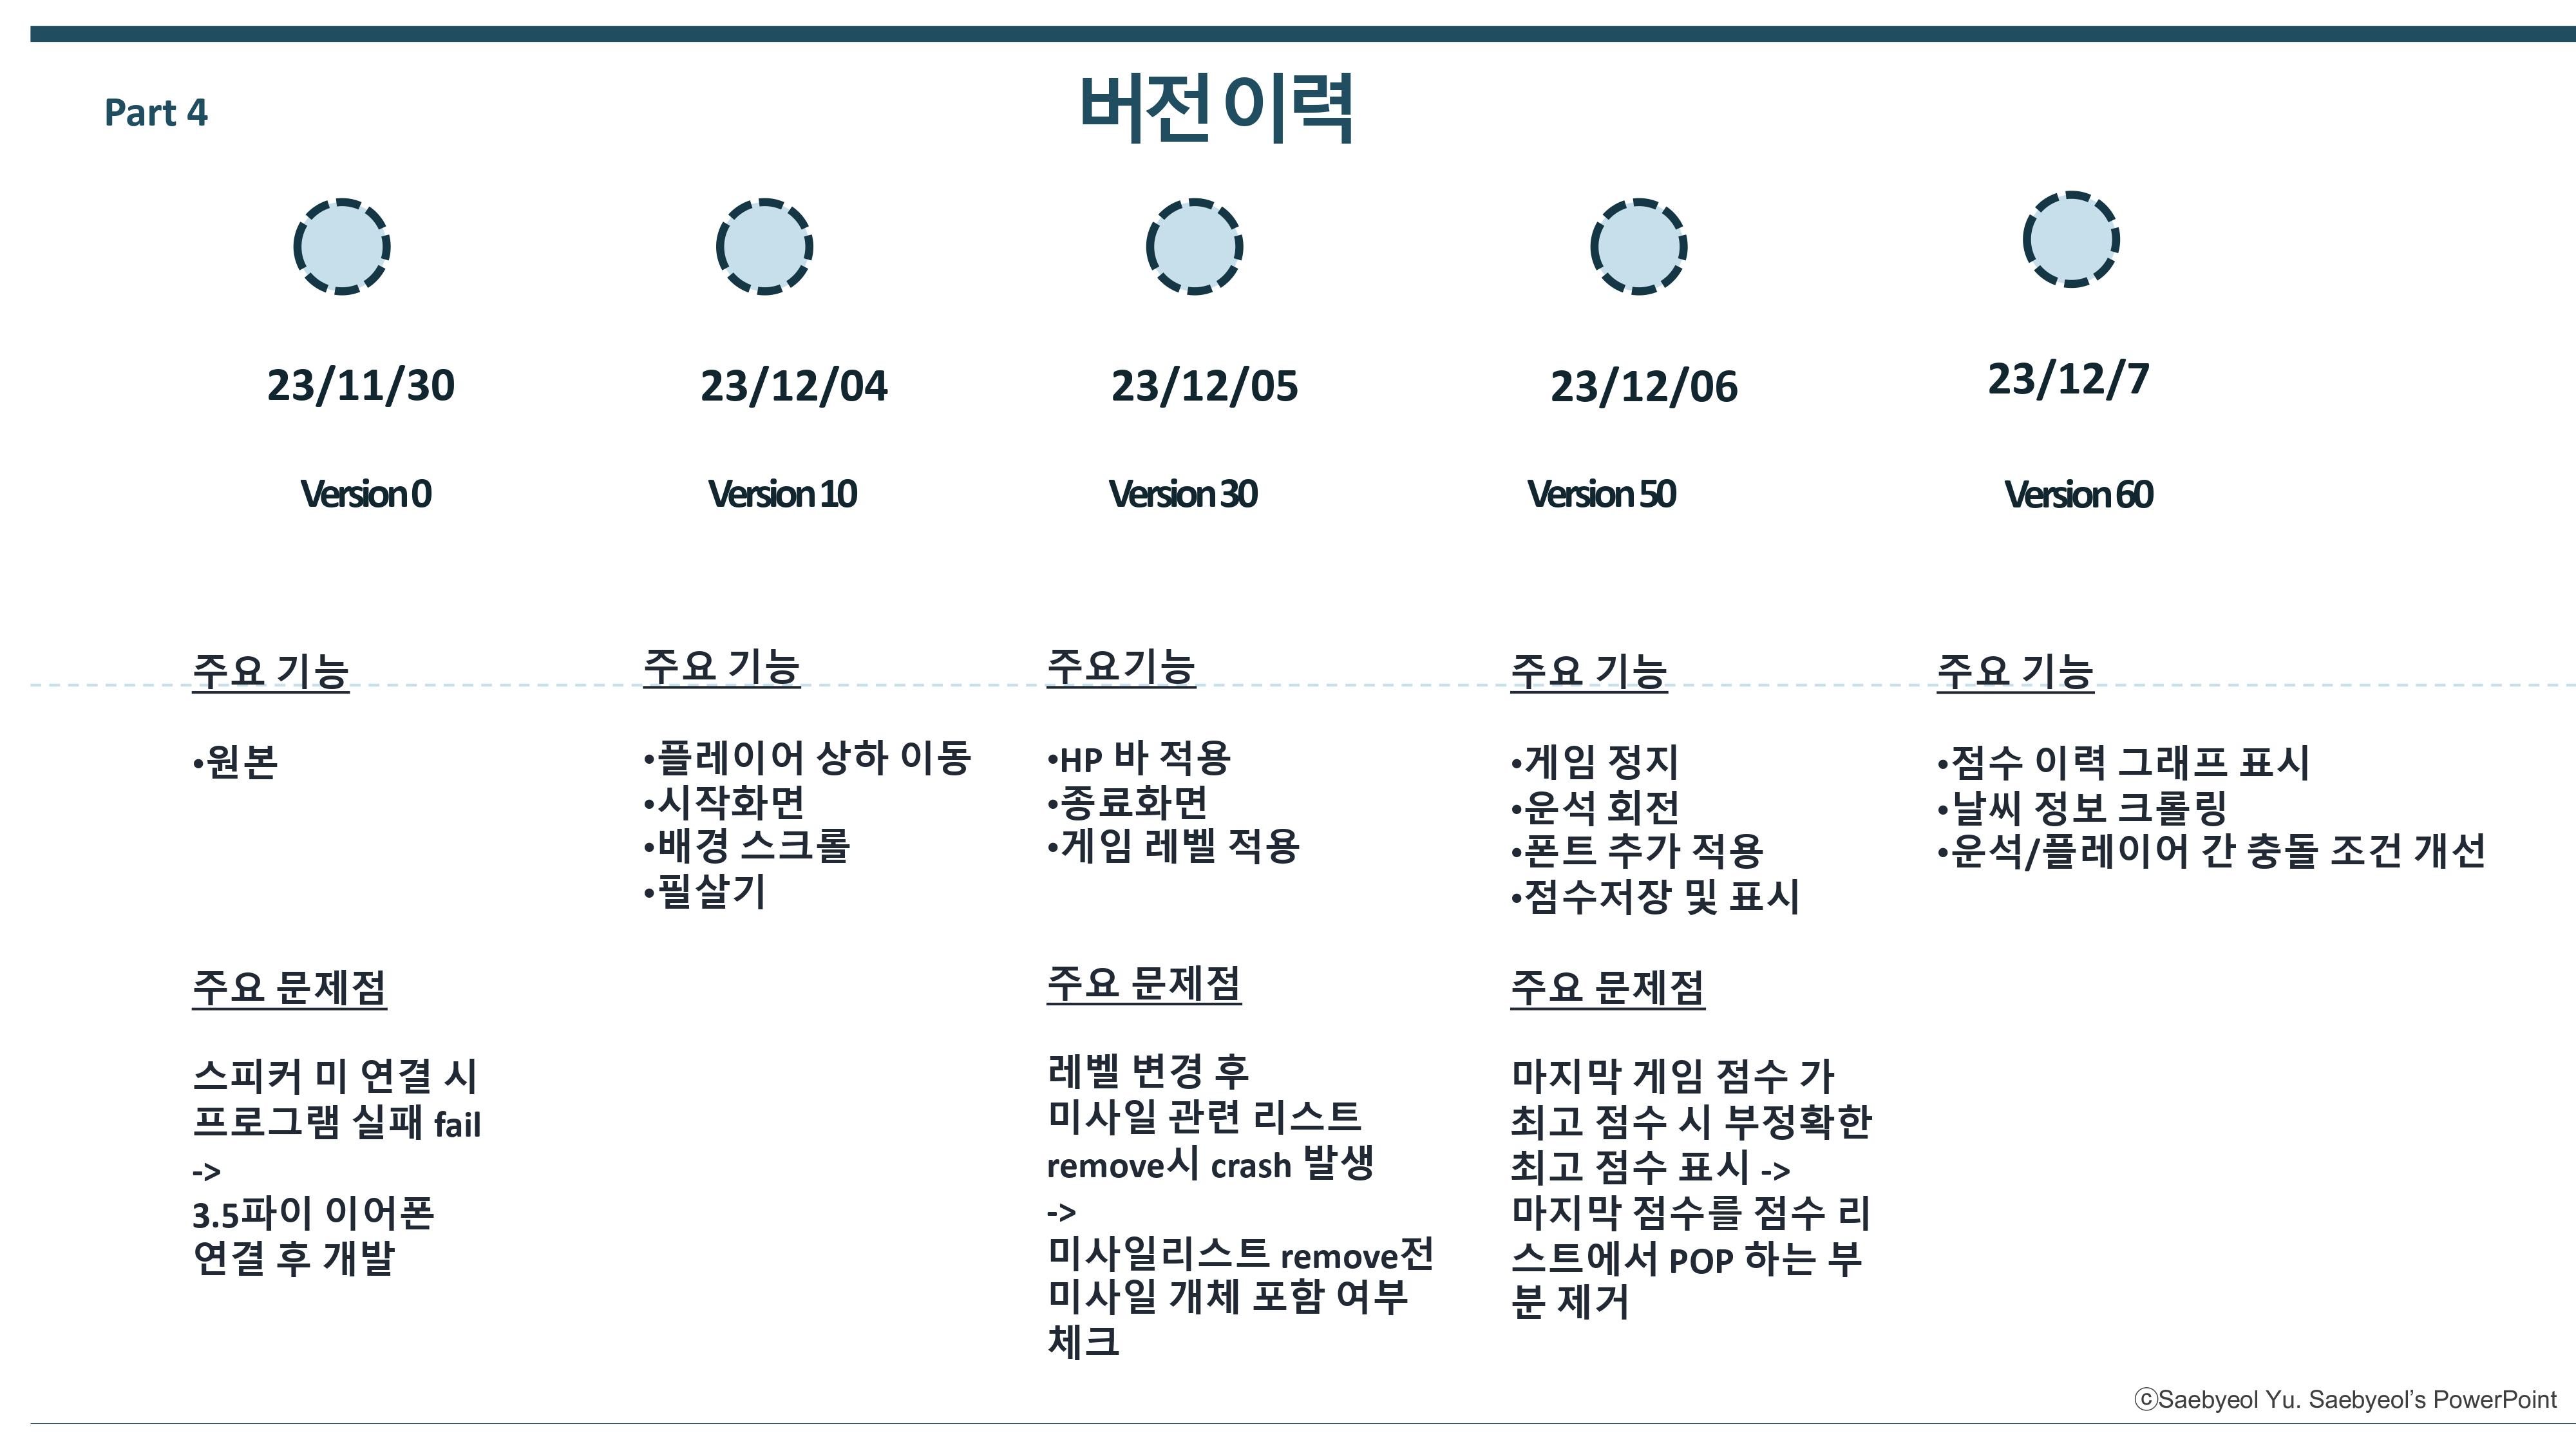 Part 4
버전 이력
23/11/30
Version 0
주요 기능
•원본
주요 문제점
스피커 미 연결 시
프로그램 실패 fail
->
3.5파이 이어폰
연결 후 개발
23/12/04
Version 10
주요 기능
•플레이어 상하 이동
•시작화면
•배경 스크롤
•필살기
23/12/05
Version 30
주요기능
•HP 바 적용
•종료화면
•게임 레벨 적용
주요 문제점
레벨 변경 후
미사일 관련 리스트
remove시 crash 발생
->
미사일리스트 remove전
미사일 개체 포함 여부
체크
23/12/06
Version 50
주요 기능
•게임 정지
•운석 회전
•폰트 추가 적용
•점수저장 및 표시
주요 문제점
마지막 게임 점수 가
최고 점수 시 부정확한
최고 점수 표시 ->
마지막 점수를 점수 리
스트에서 POP 하는 부
분 제거
23/12/7
Version 60
주요 기능
•점수 이력 그래프 표시
•날씨 정보 크롤링
•운석/플레이어 간 충돌 조건 개선
ⓒSaebyeol Yu. Saebyeol’s PowerPoint